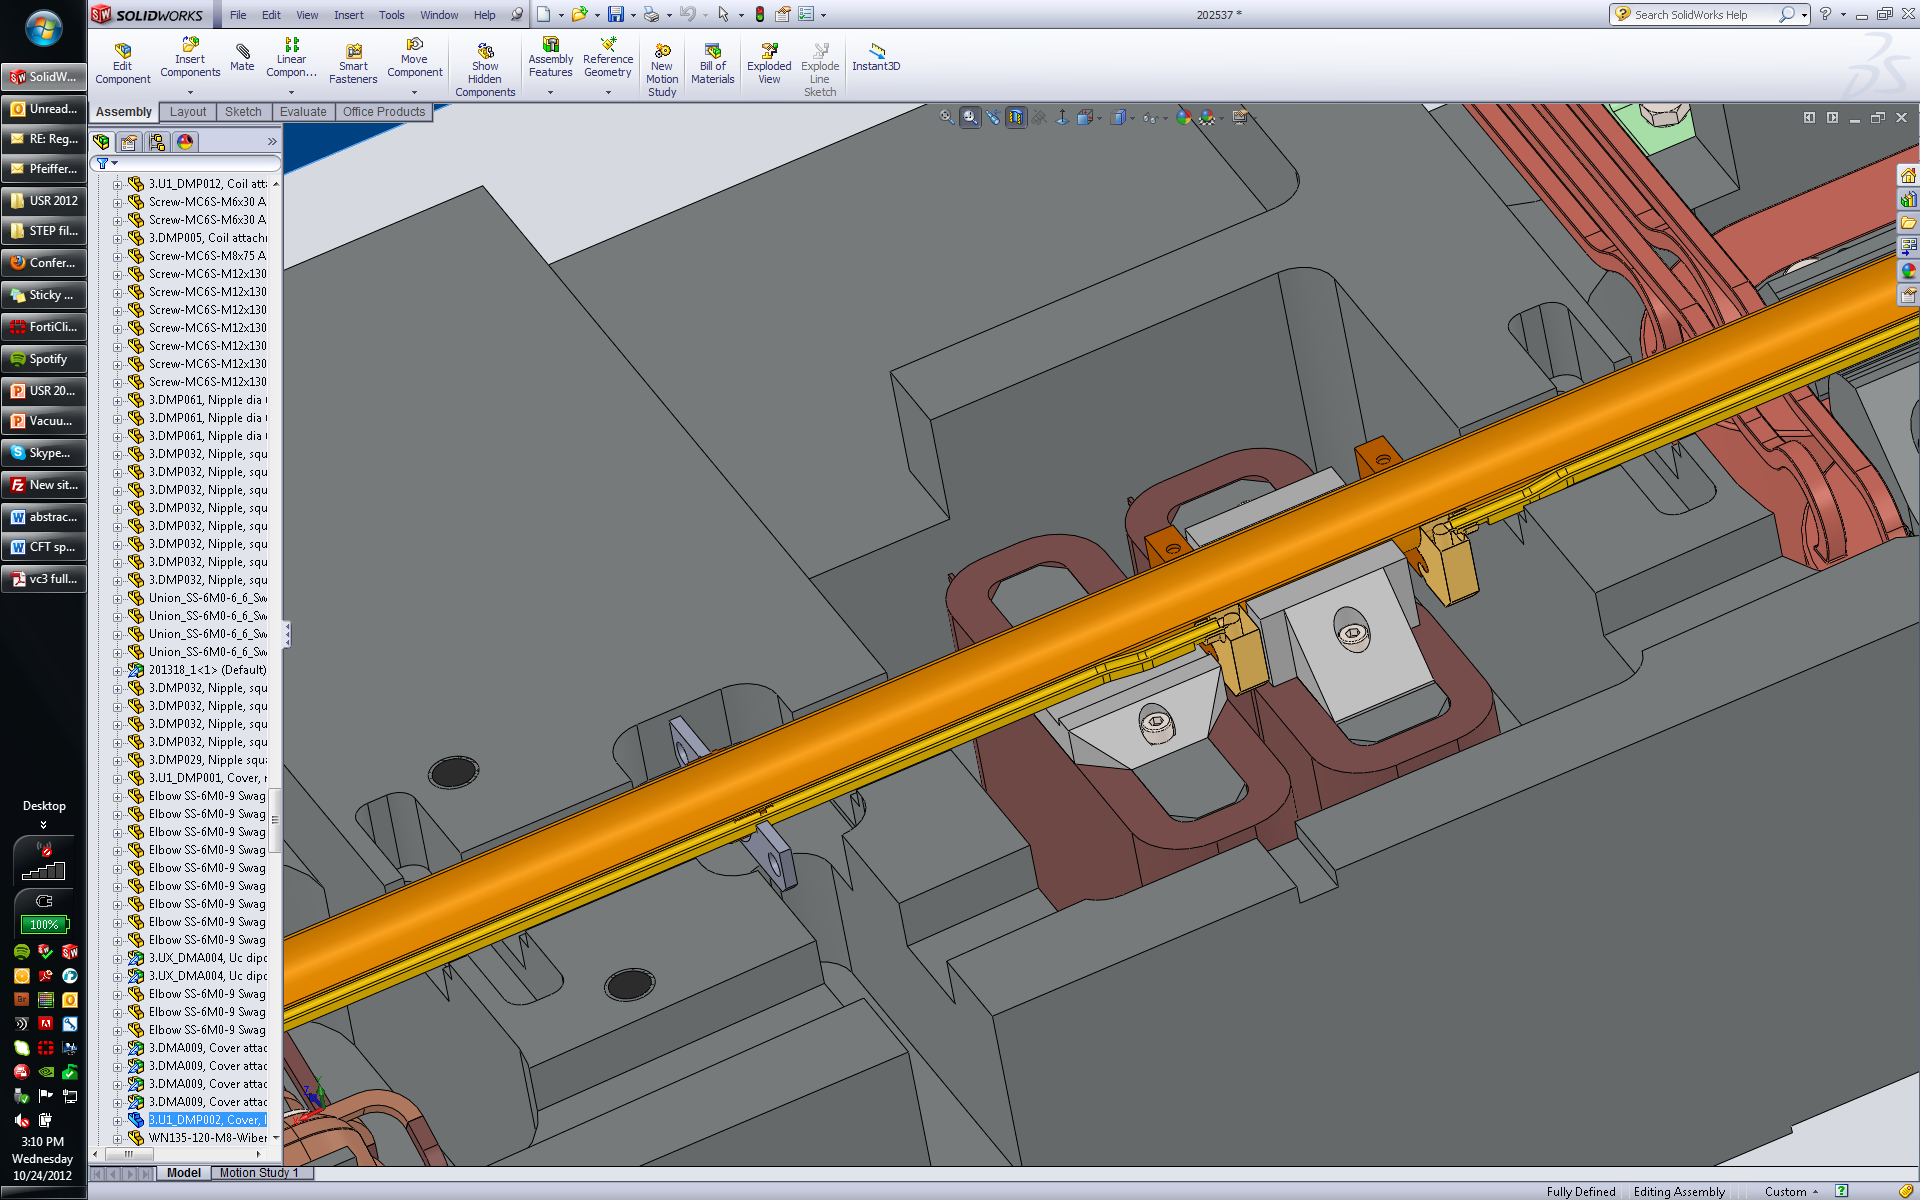 SOLIDWORKS File Edit View Insert Tools Window Help
202537 *
Search SolidWorks Help
Edit Component
Insert Components
Mate
Linear Compon...
Smart Fasteners
Move Component
Show Hidden Components
Assembly Features
Reference Geometry
New Motion Study
Bill of Materials
Exploded View
Explode Line Sketch
Instant3D
Assembly Layout Sketch Evaluate Office Products
SolidW...
Unread...
RE: Reg...
Pfeiffer...
USR 2012
STEP fil...
Confer...
Sticky ...
FortiCli...
Spotify
USR 20...
Vacuu...
Skype...
New sit...
abstrac...
CFT sp...
vc3 full...
Desktop
100%
3:10 PM
Wednesday
10/24/2012
3.U1_DMP012, Coil att
Screw-MC6S-M6x30 A
Screw-MC6S-M6x30 A
3.DMP005, Coil attach
Screw-MC6S-M8x75 A
Screw-MC6S-M12x130
Screw-MC6S-M12x130
Screw-MC6S-M12x130
Screw-MC6S-M12x130
Screw-MC6S-M12x130
Screw-MC6S-M12x130
Screw-MC6S-M12x130
3.DMP061, Nipple dia
3.DMP061, Nipple dia
3.DMP061, Nipple dia
3.DMP032, Nipple, squ
3.DMP032, Nipple, squ
3.DMP032, Nipple, squ
3.DMP032, Nipple, squ
3.DMP032, Nipple, squ
3.DMP032, Nipple, squ
3.DMP032, Nipple, squ
3.DMP032, Nipple, squ
Union_SS-6M0-6_6_Sw
Union_SS-6M0-6_6_Sw
Union_SS-6M0-6_6_Sw
Union_SS-6M0-6_6_Sw
201318_1<1> (Default)
3.DMP032, Nipple, squ
3.DMP032, Nipple, squ
3.DMP032, Nipple, squ
3.DMP032, Nipple, squ
3.DMP029, Nipple squ
3.U1_DMP001, Cover, r
Elbow SS-6M0-9 Swag
Elbow SS-6M0-9 Swag
Elbow SS-6M0-9 Swag
Elbow SS-6M0-9 Swag
Elbow SS-6M0-9 Swag
Elbow SS-6M0-9 Swag
Elbow SS-6M0-9 Swag
Elbow SS-6M0-9 Swag
Elbow SS-6M0-9 Swag
3.UX_DMA004, Uc dipo
3.UX_DMA004, Uc dipo
Elbow SS-6M0-9 Swag
Elbow SS-6M0-9 Swag
Elbow SS-6M0-9 Swag
3.DMA009, Cover attac
3.DMA009, Cover attac
3.DMA009, Cover attac
3.DMA009, Cover attac
3.U1_DMP002, Cover, l
WN135-120-M8-Wiber
Model Motion Study 1
Fully Defined Editing Assembly Custom